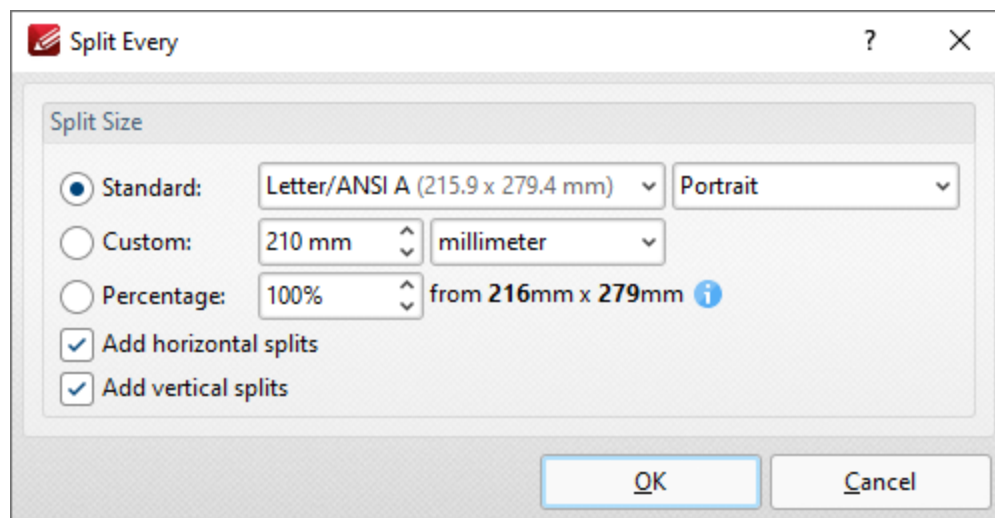 Split Every ?
Split Size
Standard: Letter/ANSI A (215.9 x 279.4 mm) Portrait
Custom: 210 mm millimeter
Percentage: 100% from 216mm x 279mm i
Add horizontal splits
Add vertical splits
OK Cancel